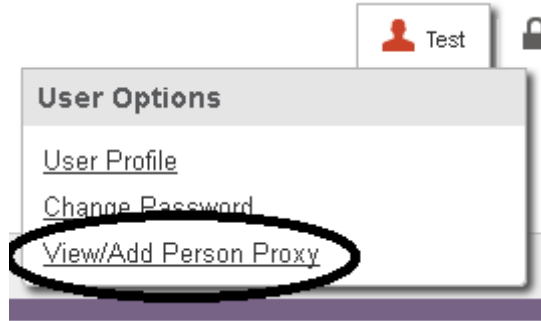 Test
User Options
User Profile
Change Password
View/Add Person Proxy